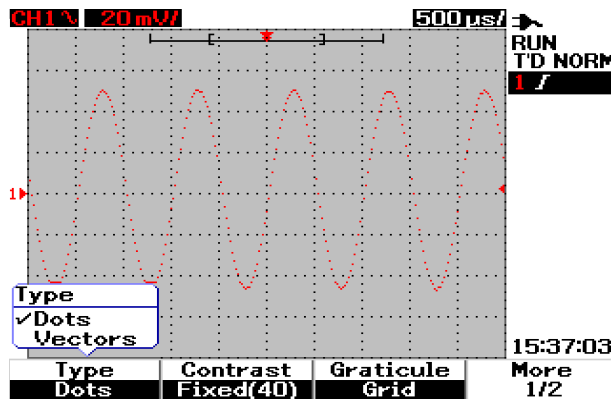 CH1 20mV/ 500µs/
RUN
T'D NORM
1
1
Type
✓Dots
Vectors
15:37:03
Type Contrast Graticule More
Dots Fixed(40) Grid 1/2